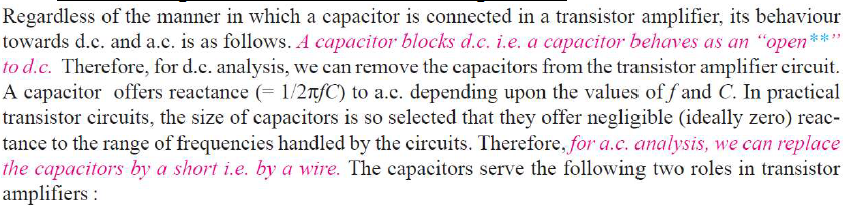 Regardless of the manner in which a capacitor is connected in a transistor amplifier, its behaviour
towards d.c. and a.c. is as follows. A capacitor blocks d.c. i.e. a capacitor behaves as an “open**”
to d.c. Therefore, for d.c. analysis, we can remove the capacitors from the transistor amplifier circuit.
A capacitor offers reactance (= 1/2πfC) to a.c. depending upon the values of f and C. In practical
transistor circuits, the size of capacitors is so selected that they offer negligible (ideally zero) reac-
tance to the range of frequencies handled by the circuits. Therefore, for a.c. analysis, we can replace
the capacitors by a short i.e. by a wire. The capacitors serve the following two roles in transistor
amplifiers :